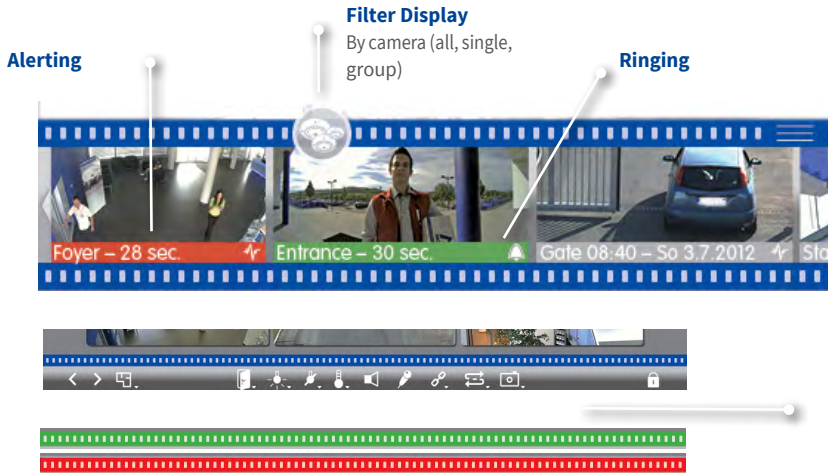 Filter Display
By camera (all, single,
group)
Alerting
Ringing
Foyer – 28 sec.
Entrance – 30 sec.
Gate 08:40 – So 3.7.2012
Sta